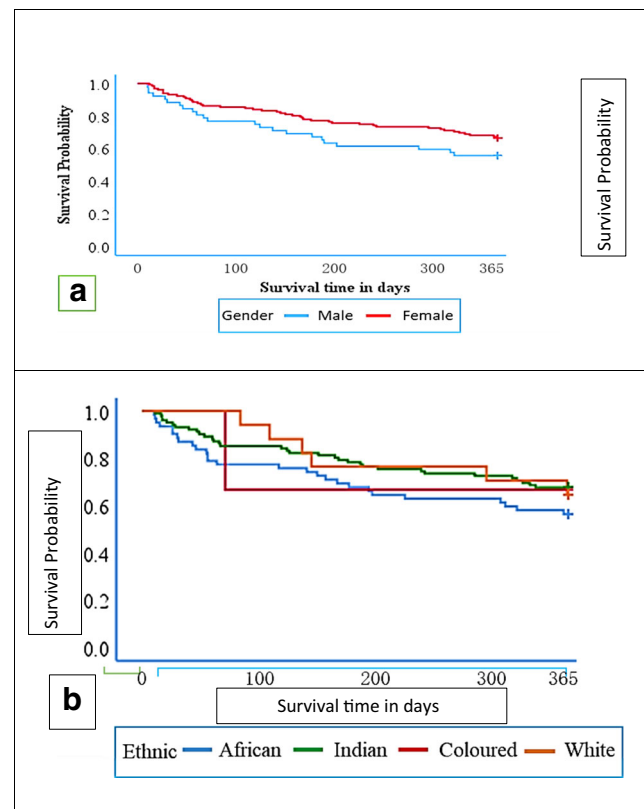 1.0
0.8
0.6
0.4
0.2
0.0
Survival Probability
Survival Probability
0 100 200 300 365
Survival time in days
a
Gender Male Female
1.0
0.8
0.6
0.4
0.2
0.0
Survival Probability
0 100 200 300 365
Survival time in days
b
Ethnic African Indian Coloured White